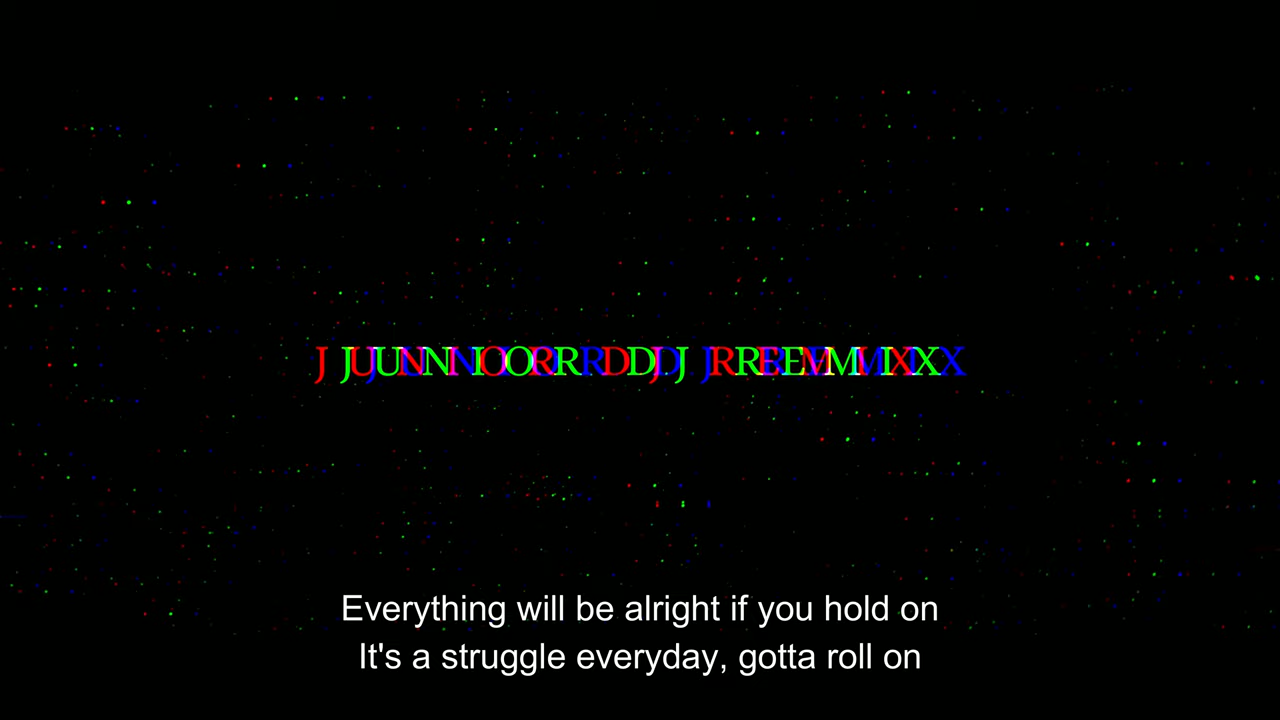 JUNIOR DJ REMIX
Everything will be alright if you hold on
It's a struggle everyday, gotta roll on